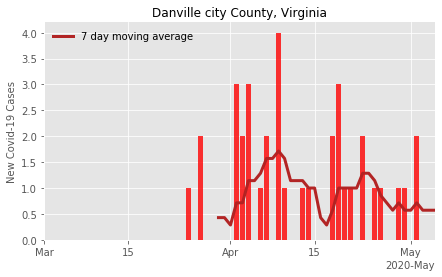 Danville city County, Virginia
7 day moving average
New Covid-19 Cases
4.0
3.5
3.0
2.5
2.0
1.5
1.0
0.5
0.0
Mar 15 Apr 15 May
2020-May